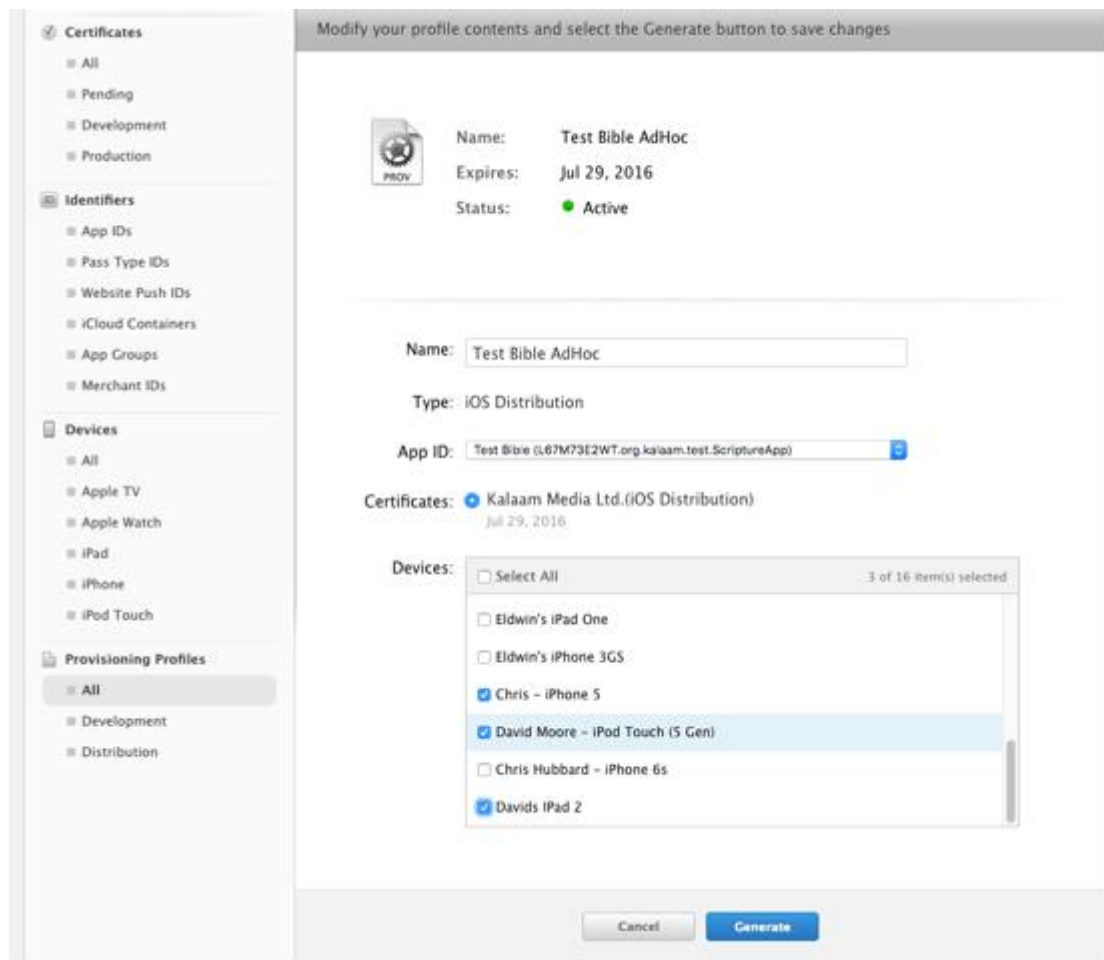 Certificates
All
Pending
Development
Production
Identifiers
App IDs
Pass Type IDs
Website Push IDs
iCloud Containers
App Groups
Merchant IDs
Devices
All
Apple TV
Apple Watch
iPad
iPhone
iPod Touch
Provisioning Profiles
All
Development
Distribution
Modify your profile contents and select the Generate button to save changes
PROV
Name: Test Bible AdHoc
Expires: Jul 29, 2016
Status: Active
Name: Test Bible AdHoc
Type: iOS Distribution
App ID: Test Bible (L67M73E2WT.org.kalaam.test.ScriptureApp)
Certificates: Kalaam Media Ltd.(iOS Distribution)
Jul 29, 2016
Devices: Select All 3 of 16 item(s) selected
Eldwin's iPad One
Eldwin's iPhone 3GS
Chris – iPhone 5
David Moore – iPod Touch (5 Gen)
Chris Hubbard – iPhone 6s
Davids IPad 2
Cancel Generate